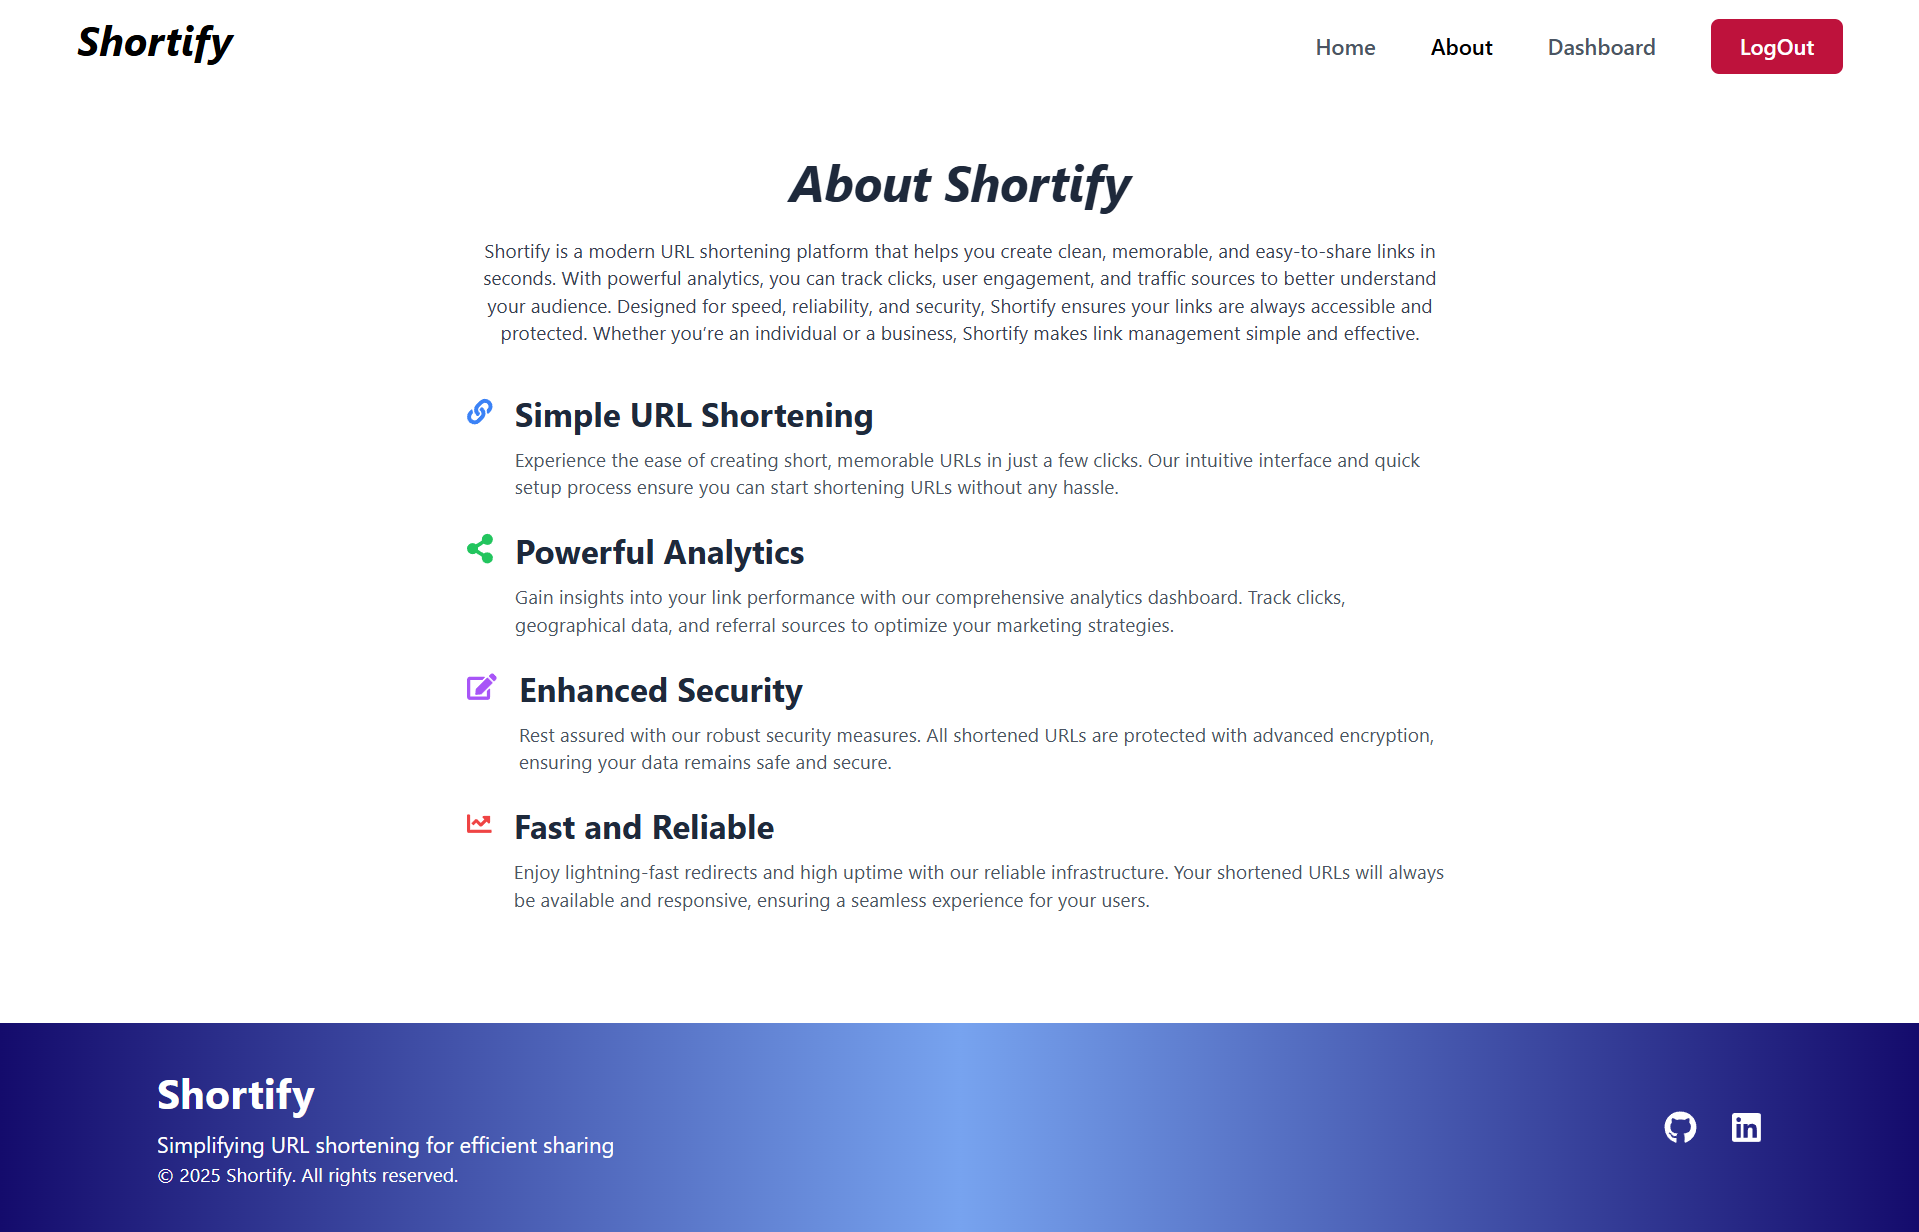 Shortify
Home
About
Dashboard
LogOut
About Shortify
Shortify is a modern URL shortening platform that helps you create clean, memorable, and easy-to-share links in
seconds. With powerful analytics, you can track clicks, user engagement, and traffic sources to better understand
your audience. Designed for speed, reliability, and security, Shortify ensures your links are always accessible and
protected. Whether you’re an individual or a business, Shortify makes link management simple and effective.
Simple URL Shortening
Experience the ease of creating short, memorable URLs in just a few clicks. Our intuitive interface and quick
setup process ensure you can start shortening URLs without any hassle.
Powerful Analytics
Gain insights into your link performance with our comprehensive analytics dashboard. Track clicks,
geographical data, and referral sources to optimize your marketing strategies.
Enhanced Security
Rest assured with our robust security measures. All shortened URLs are protected with advanced encryption,
ensuring your data remains safe and secure.
Fast and Reliable
Enjoy lightning-fast redirects and high uptime with our reliable infrastructure. Your shortened URLs will always
be available and responsive, ensuring a seamless experience for your users.
Shortify
Simplifying URL shortening for efficient sharing
© 2025 Shortify. All rights reserved.
in